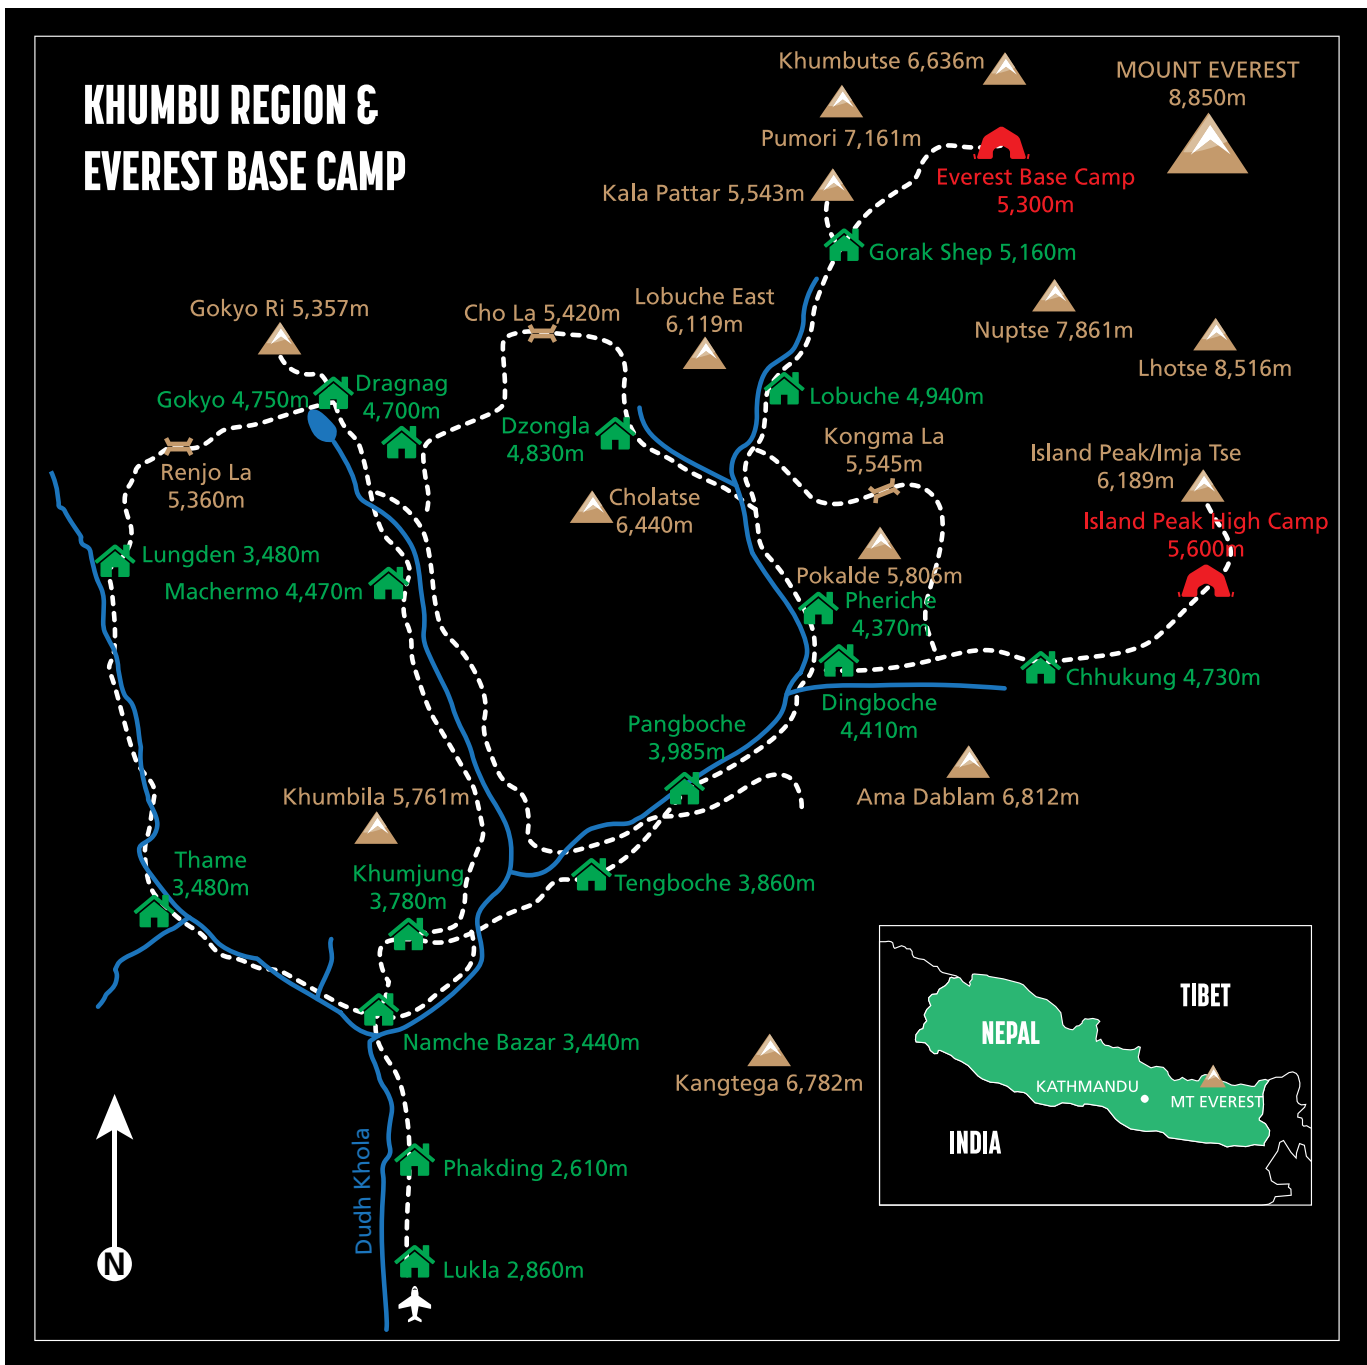 KHUMBU REGION &
EVEREST BASE CAMP
Khumbutse 6,636m
MOUNT EVEREST
8,850m
Pumori 7,161m
Everest Base Camp
5,300m
Kala Pattar 5,543m
Gorak Shep 5,160m
Gokyo Ri 5,357m
Cho La 5,420m
Lobuche East
6,119m
Nuptse 7,861m
Lhotse 8,516m
Gokyo 4,750m
Dragnag
4,700m
Lobuche 4,940m
Dzongla
4,830m
Kongma La
5,545m
Renjo La
5,360m
Island Peak/Imja Tse
6,189m
Cholatse
6,440m
Island Peak High Camp
5,600m
Lungden 3,480m
Machermo 4,470m
Pokalde 5,806m
Pheriche
4,370m
Chhukung 4,730m
Dingboche
4,410m
Pangboche
3,985m
Khumbila 5,761m
Ama Dablam 6,812m
Thame
3,480m
Khumjung
3,780m
Tengboche 3,860m
Namche Bazar 3,440m
Kangtega 6,782m
Dudh Khola
Phakding 2,610m
Lukla 2,860m
N
TIBET
NEPAL
KATHMANDU
MT EVEREST
INDIA